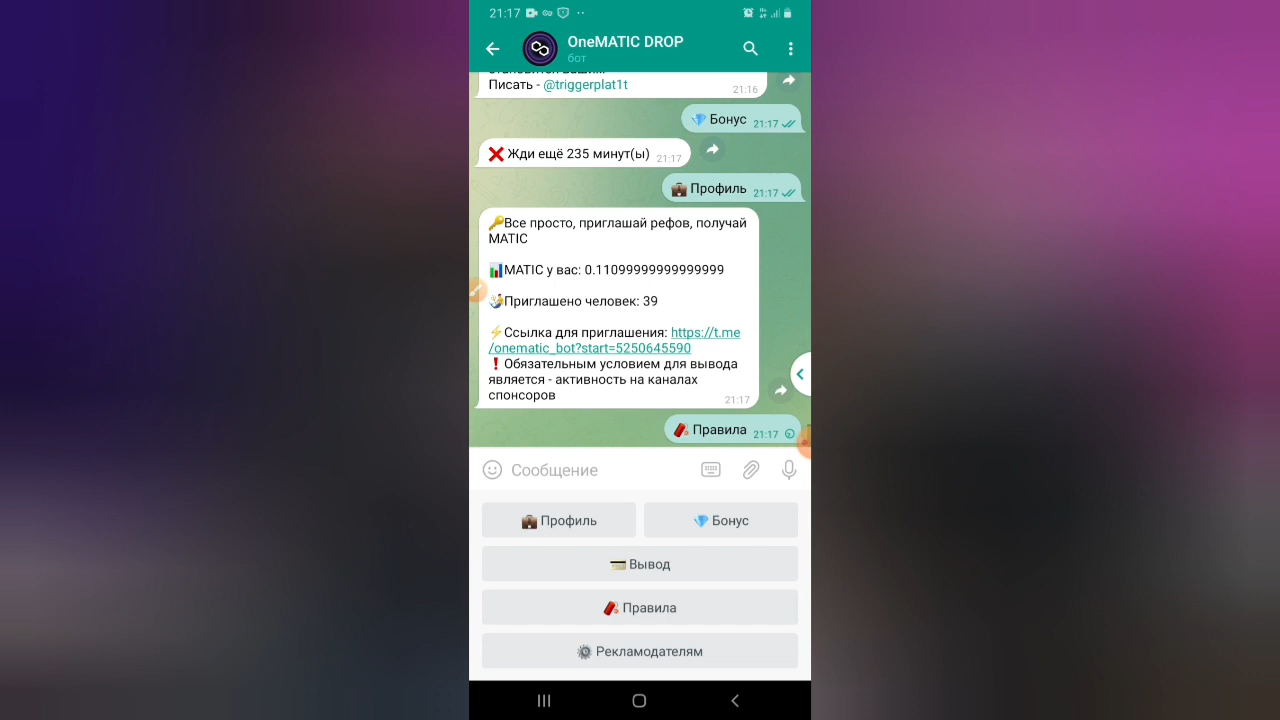 21:17
OneMATIC DROP
бот
Писать - @triggerplat1t
21:16
Бонус 21:17
Жди ещё 235 минут(ы) 21:17
Профиль 21:17
Все просто, приглашай рефов, получай
MATIC
MATIC у вас: 0.11099999999999999
Приглашено человек: 39
Ссылка для приглашения: https://t.me
/onematic_bot?start=5250645590
Обязательным условием для вывода
является - активность на каналах
спонсоров
21:17
Правила 21:17
Сообщение
Профиль
Бонус
Вывод
Правила
Рекламодателям